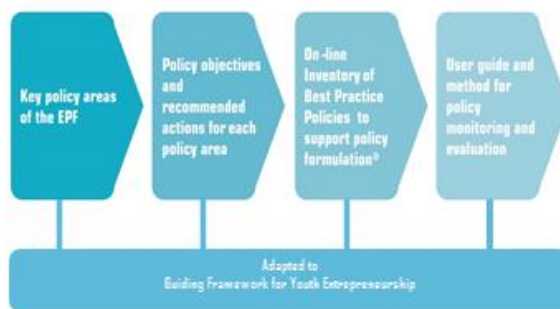 Key policy areas
of the EPF
Policy objectives
and
recommended
actions for each
policy area
On -line
Inventory of
Best Practice
Policies to
support policy
formulation
User guide and
method for
policy
monitoring and
evaluation
Adapted to
Guiding Framework for Youth Entrepreneurship